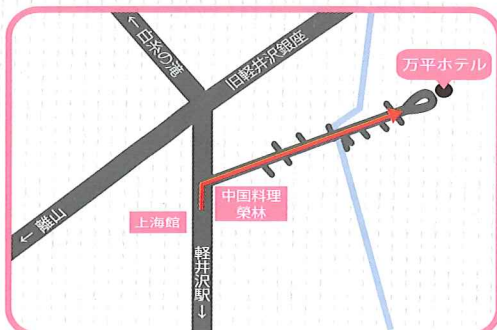 ← 白糸の滝
旧軽井沢銀座
万平ホテル
中国料理
榮林
上海館
← 離山
軽井沢駅↓